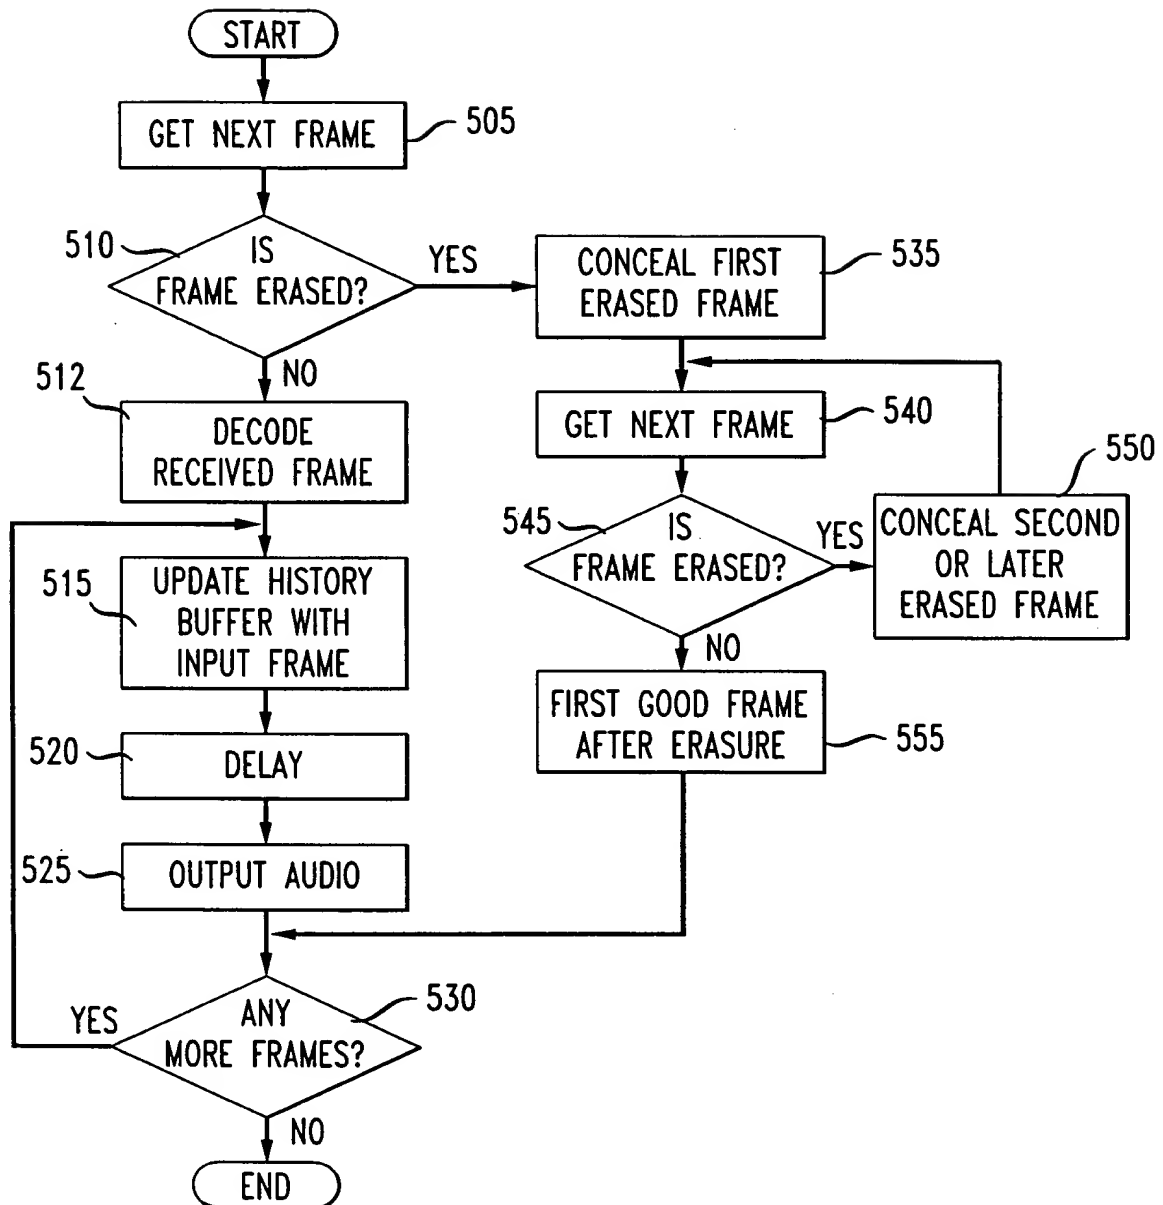 START
GET NEXT FRAME
505
510
IS
FRAME ERASED?
YES
NO
CONCEAL FIRST
ERASED FRAME
535
512
DECODE
RECEIVED FRAME
GET NEXT FRAME
540
545
IS
FRAME ERASED?
YES
NO
550
CONCEAL SECOND
OR LATER
ERASED FRAME
515
UPDATE HISTORY
BUFFER WITH
INPUT FRAME
FIRST GOOD FRAME
AFTER ERASURE
555
520
DELAY
525
OUTPUT AUDIO
530
ANY
MORE FRAMES?
YES
NO
END